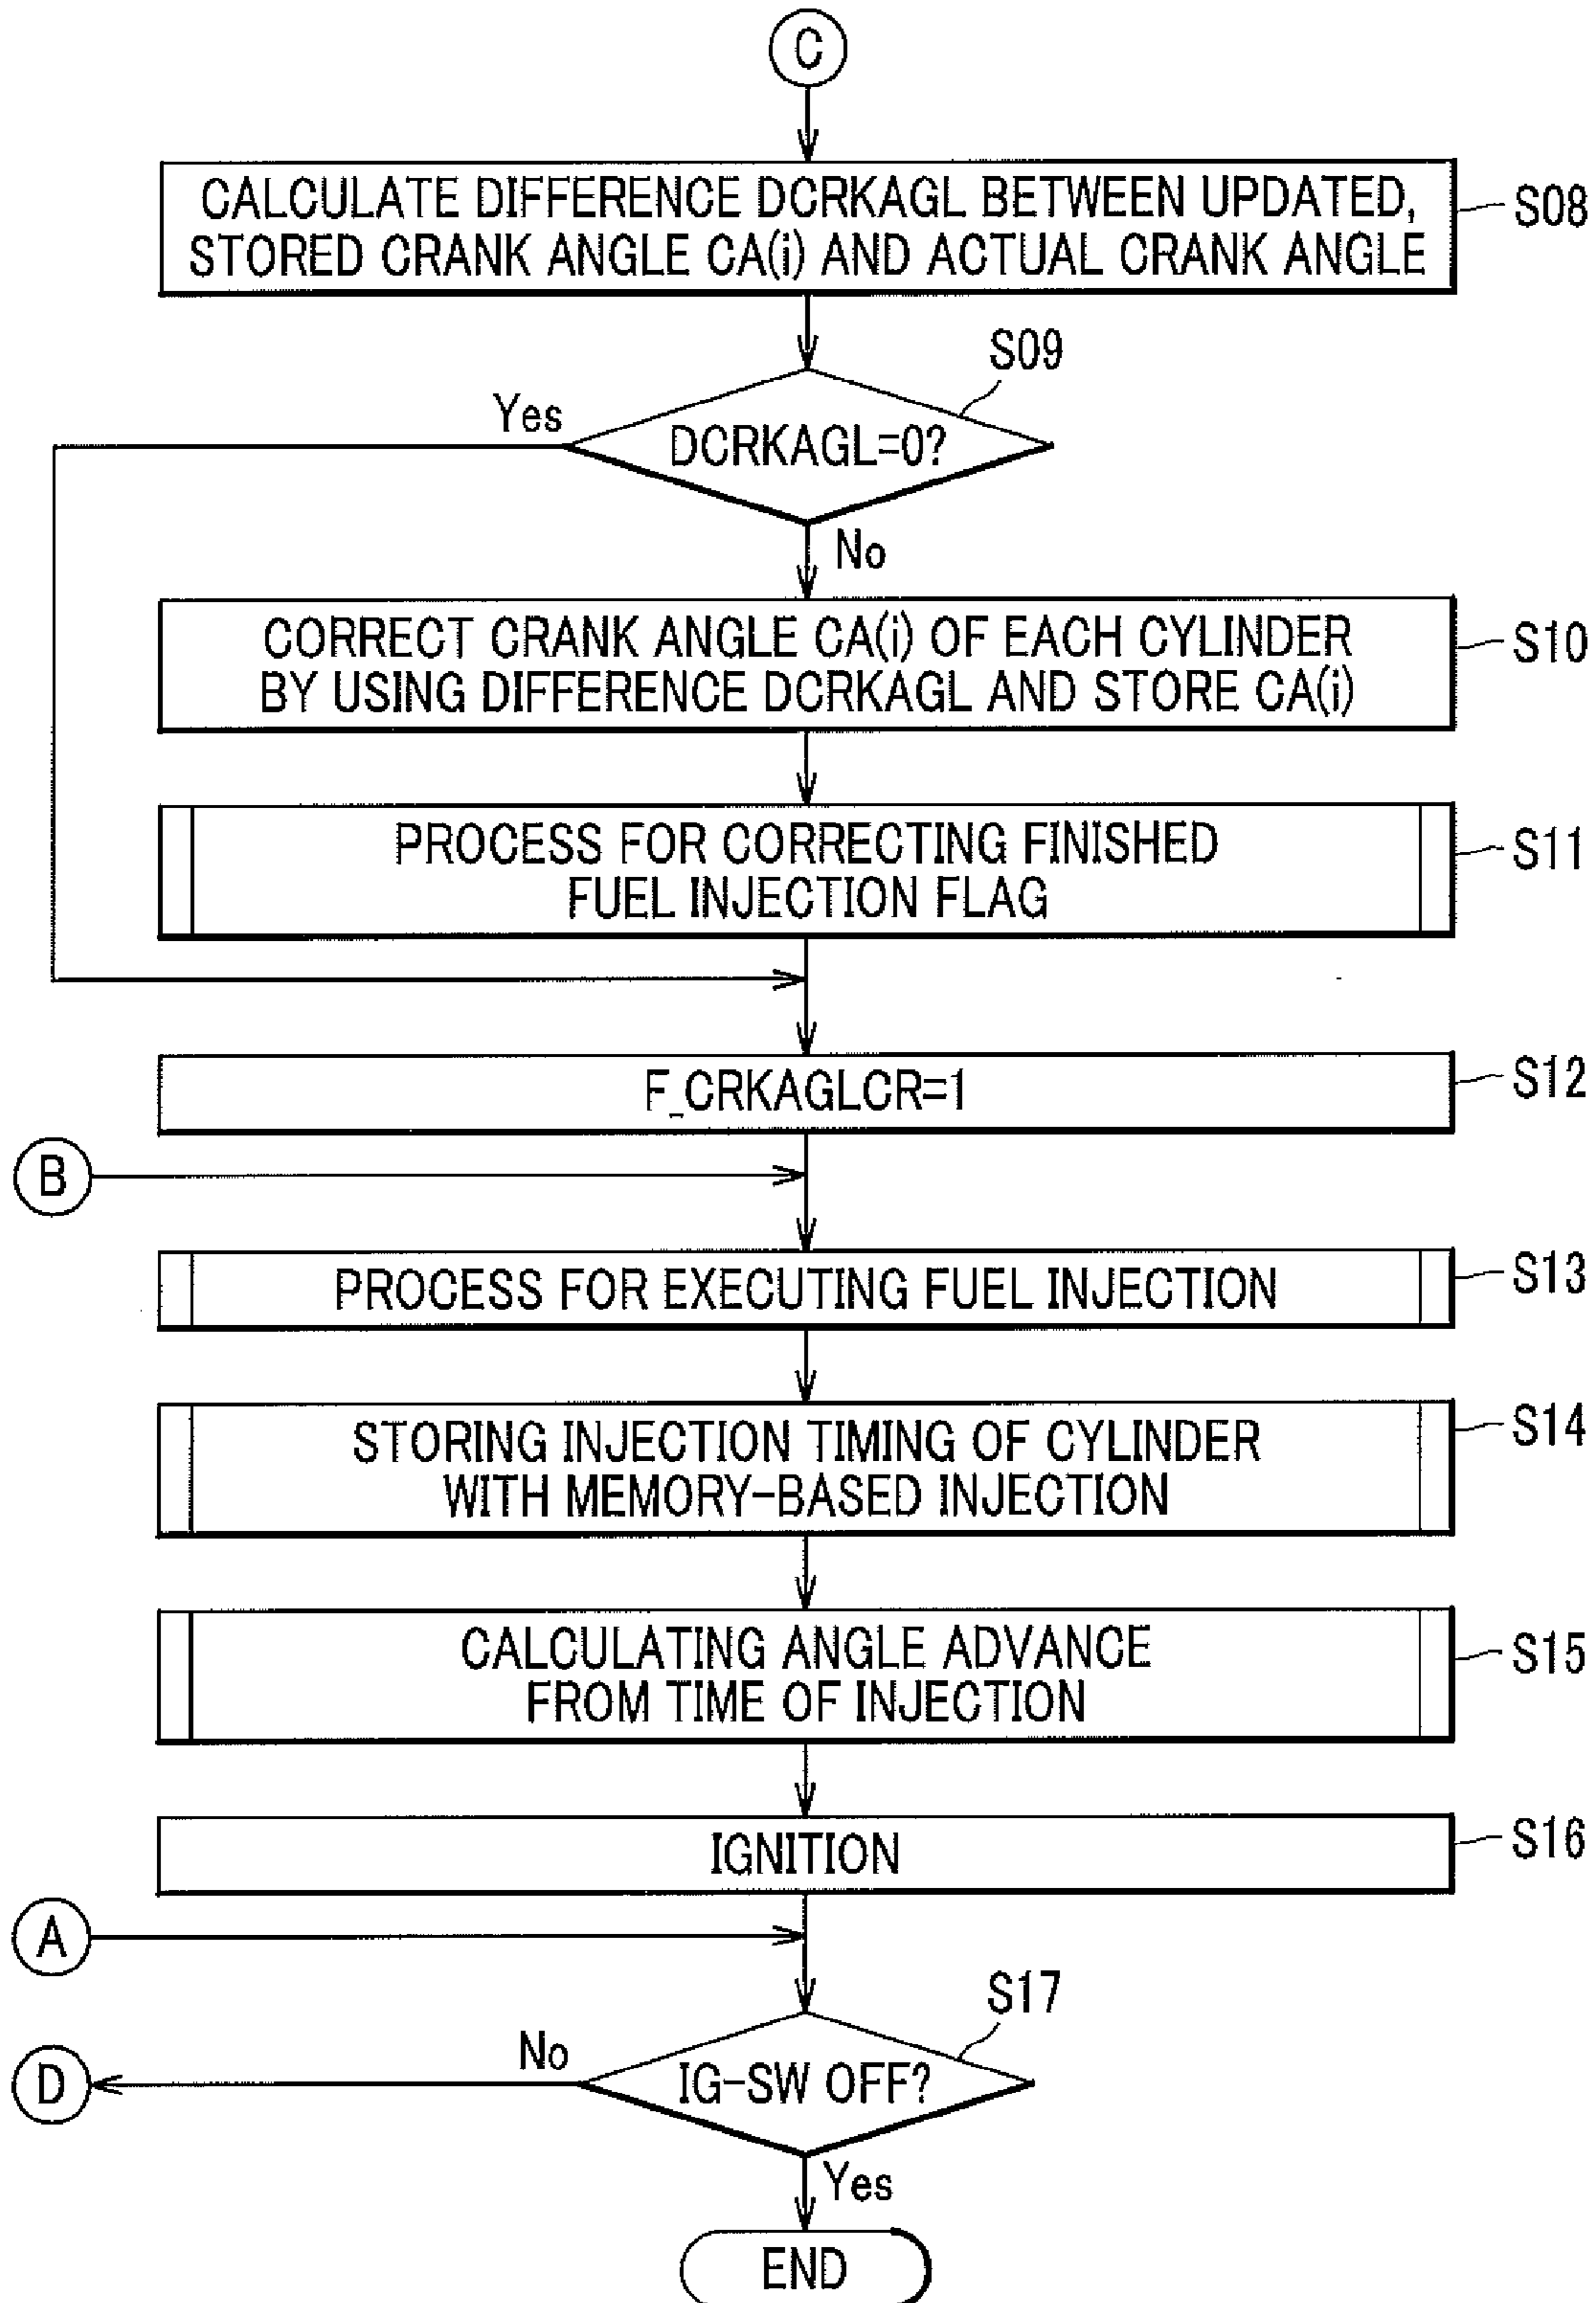 C
CALCULATE DIFFERENCE DCRKAGL BETWEEN UPDATED,
STORED CRANK ANGLE CA(i) AND ACTUAL CRANK ANGLE
S08
S09
Yes
DCRKAGL=0?
No
CORRECT CRANK ANGLE CA(i) OF EACH CYLINDER
BY USING DIFFERENCE DCRKAGL AND STORE CA(i)
S10
PROCESS FOR CORRECTING FINISHED
FUEL INJECTION FLAG
S11
F_CRKAGLCR=1
S12
B
PROCESS FOR EXECUTING FUEL INJECTION
S13
STORING INJECTION TIMING OF CYLINDER
WITH MEMORY-BASED INJECTION
S14
CALCULATING ANGLE ADVANCE
FROM TIME OF INJECTION
S15
IGNITION
S16
A
S17
No
IG-SW OFF?
D
Yes
END